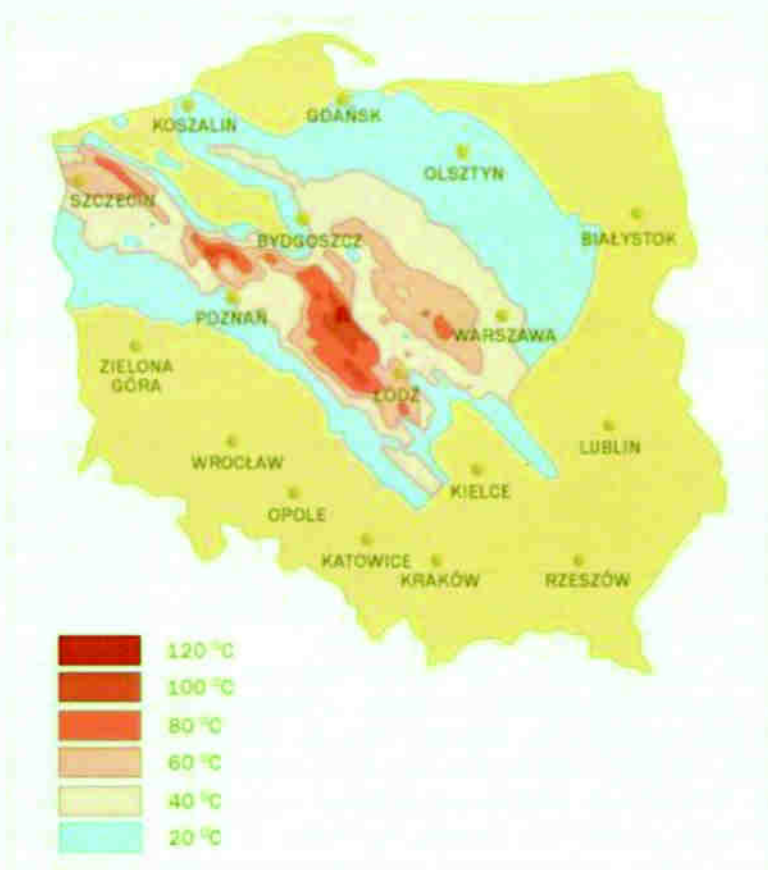 KOSZALIN
GDAŃSK
OLSZTYN
SZCZECIN
BYDGOSZCZ
BIAŁYSTOK
POZNAŃ
WARSZAWA
ZIELONA
GÓRA
ŁÓDŹ
LUBLIN
WROCŁAW
KIELCE
OPOLE
KATOWICE
KRAKÓW
RZESZÓW
120 °C
100 °C
80 °C
60 °C
40 °C
20 °C